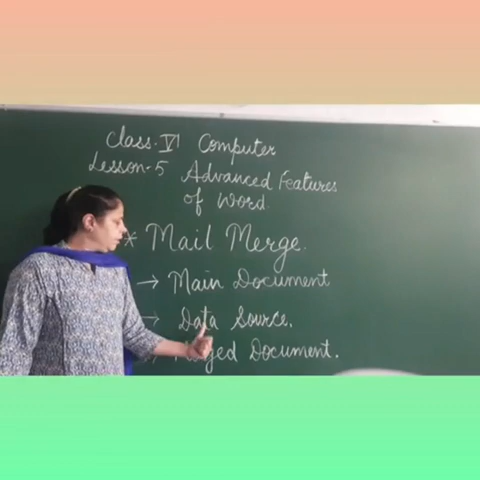 Class-VI Computer
Lesson-5 Advanced Features
of Word.
* Mail Merge.
→ Main Document
→ Data Source.
Merged Document.